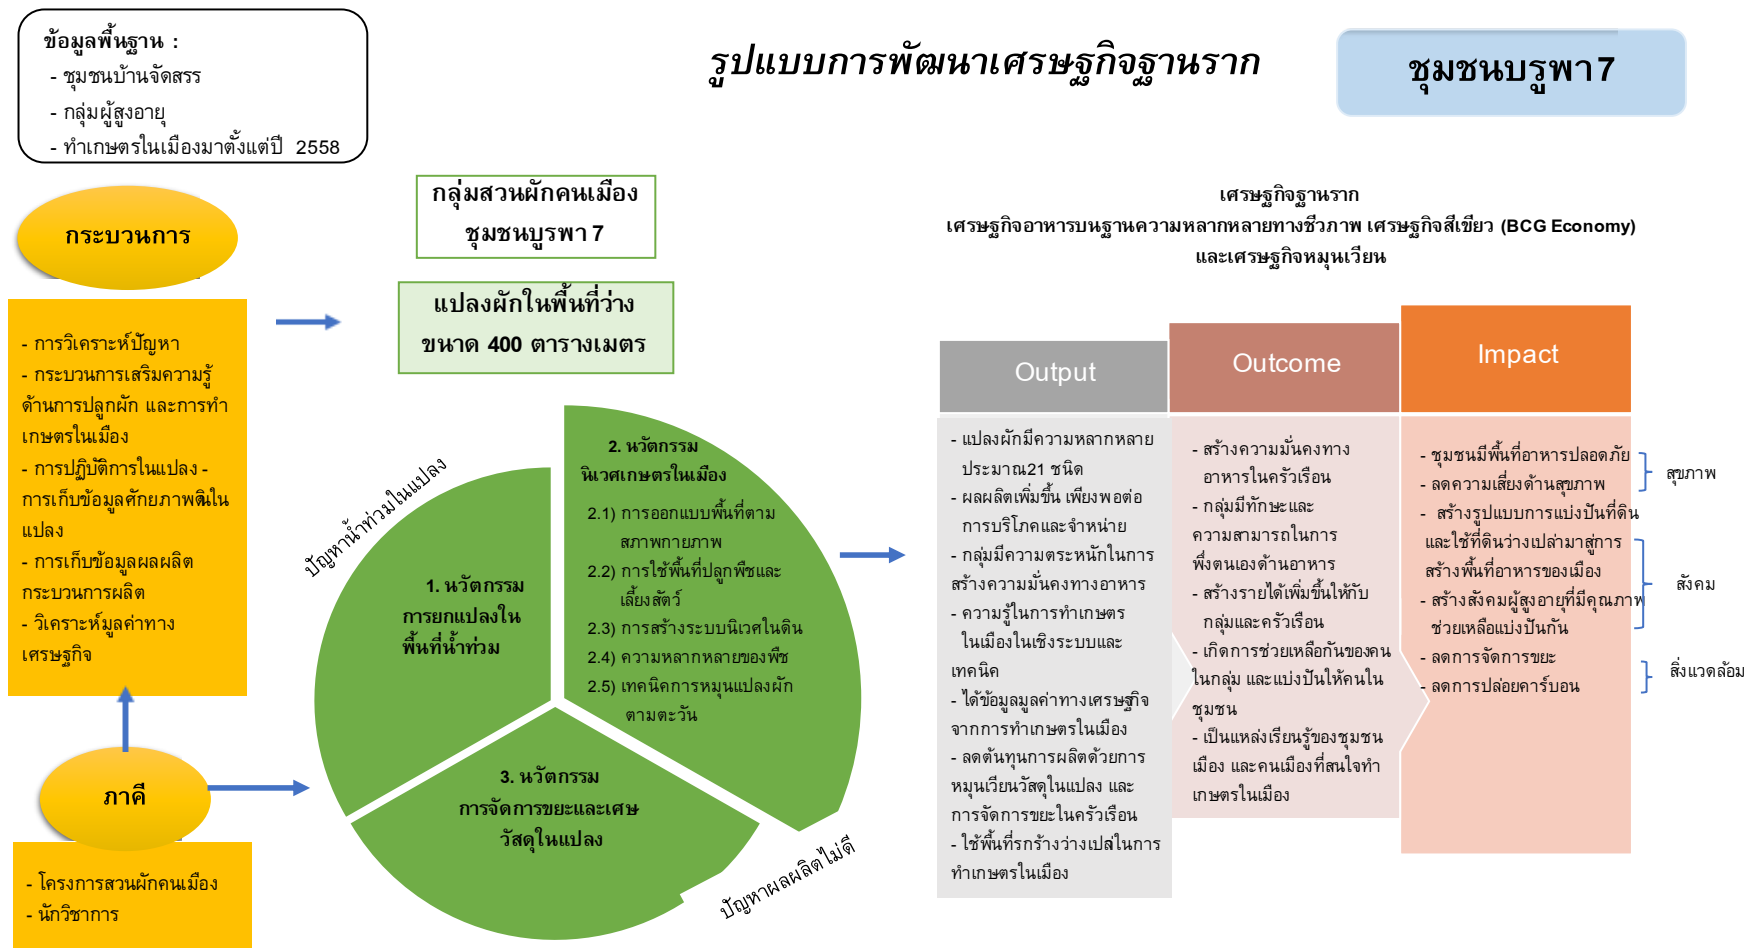 ข้อมูลพื้นฐาน :
- ชุมชนบ้านจัดสรร
- กลุ่มผู้สูงอายุ
- ทำเกษตรในเมืองมาตั้งแต่ปี 2558
รูปแบบการพัฒนาเศรษฐกิจฐานราก
ชุมชนบรูพา7
กระบวนการ
- การวิเคราะห์ปัญหา
- กระบวนการเสริมความรู้
ด้านการปลูกผัก และการทำ
เกษตรในเมือง
- การปฏิบัติการในแปลง -
การเก็บข้อมูลศักยภาพดินใน
แปลง
- การเก็บข้อมูลผลผลิต
กระบวนการผลิต
- วิเคราะห์มูลค่าทาง
เศรษฐกิจ
ภาคี
- โครงการสวนผักคนเมือง
- นักวิชาการ
กลุ่มสวนผักคนเมือง
ชุมชนบูรพา 7
แปลงผักในพื้นที่ว่าง
ขนาด 400 ตารางเมตร
ปัญหาน้ำท่วมในแปลง
1. นวัตกรรม
การยกแปลงใน
พื้นที่น้ำท่วม
2. นวัตกรรม
นิเวศเกษตรในเมือง
2.1) การออกแบบพื้นที่ตาม
สภาพกายภาพ
2.2) การใช้พื้นที่ปลูกพืชและ
เลี้ยงสัตว์
2.3) การสร้างระบบนิเวศในดิน
2.4) ความหลากหลายของพืช
2.5) เทคนิคการหมุนแปลงผัก
ตามตะวัน
3. นวัตกรรม
การจัดการขยะและเศษ
วัสดุในแปลง
ปัญหาผลผลิตไม่ดี
เศรษฐกิจฐานราก
เศรษฐกิจอาหารบนฐานความหลากหลายทางชีวภาพ เศรษฐกิจสีเขียว (BCG Economy)
และเศรษฐกิจหมุนเวียน
Output
- แปลงผักมีความหลากหลาย
ประมาณ21 ชนิด
- ผลผลิตเพิ่มขึ้น เพียงพอต่อ
การบริโภคและจำหน่าย
- กลุ่มมีความตระหนักในการ
สร้างความมั่นคงทางอาหาร
- ความรู้ในการทำเกษตร
ในเมืองในเชิงระบบและ
เทคนิค
- ได้ข้อมูลมูลค่าทางเศรษฐกิจ
จากการทำเกษตรในเมือง
- ลดต้นทุนการผลิตด้วยการ
หมุนเวียนวัสดุในแปลง และ
การจัดการขยะในครัวเรือน
- ใช้พื้นที่รกร้างว่างเปล่าในการ
ทำเกษตรในเมือง
Outcome
- สร้างความมั่นคงทาง
อาหารในครัวเรือน
- กลุ่มมีทักษะและ
ความสามารถในการ
พึ่งตนเองด้านอาหาร
- สร้างรายได้เพิ่มขึ้นให้กับ
กลุ่มและครัวเรือน
- เกิดการช่วยเหลือกันของคน
ในกลุ่ม และแบ่งปันให้คนใน
ชุมชน
- เป็นแหล่งเรียนรู้ของชุมชน
เมือง และคนเมืองที่สนใจทำ
เกษตรในเมือง
Impact
- ชุมชนมีพื้นที่อาหารปลอดภัย
- ลดความเสี่ยงด้านสุขภาพ
- สร้างรูปแบบการแบ่งปันที่ดิน
และใช้ที่ดินว่างเปล่ามาสู่การ
สร้างพื้นที่อาหารของเมือง
- สร้างสังคมผู้สูงอายุที่มีคุณภาพ
ช่วยเหลือแบ่งปันกัน
- ลดการจัดการขยะ
- ลดการปล่อยคาร์บอน
สุขภาพ
สังคม
สิ่งแวดล้อม